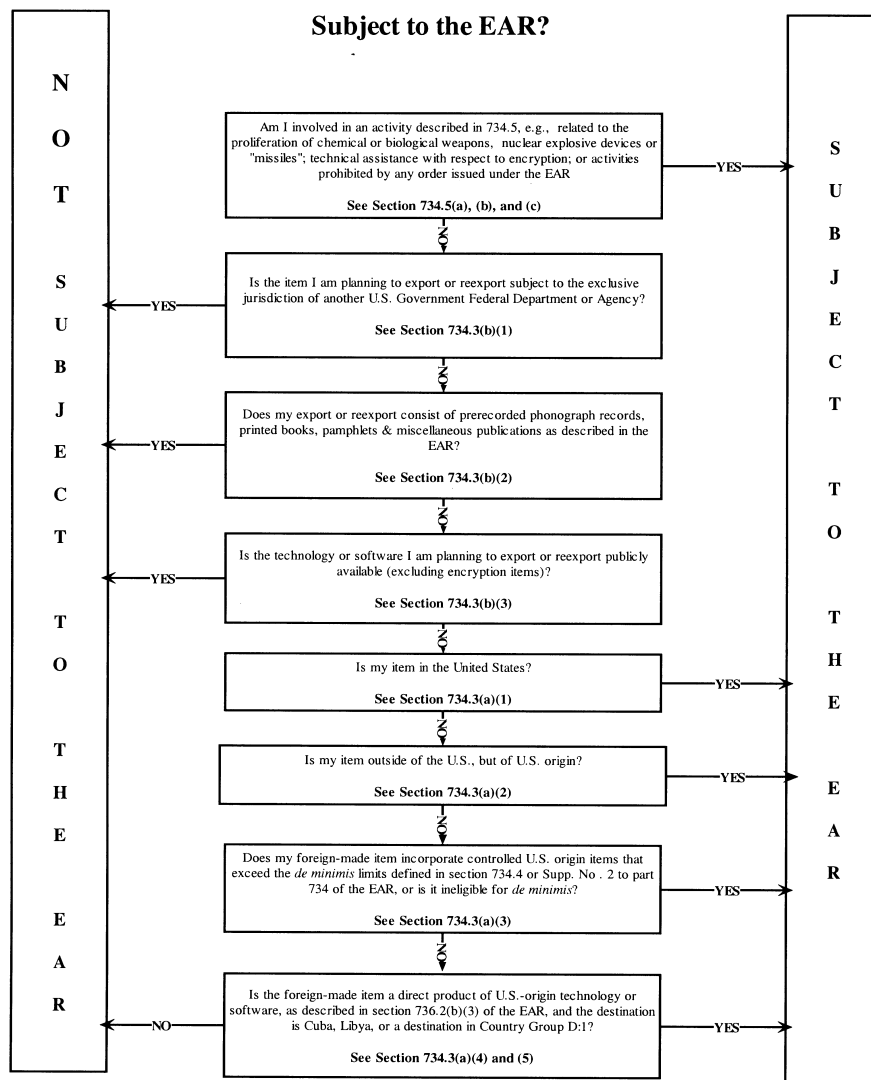 Subject to the EAR?
NOT SUBJECT TO THE EAR
SUBJECT TO THE EAR
Am I involved in an activity described in 734.5, e.g., related to the
proliferation of chemical or biological weapons, nuclear explosive devices or
"missiles"; technical assistance with respect to encryption; or activities
prohibited by any order issued under the EAR
See Section 734.5(a), (b), and (c)
YES
NO
Is the item I am planning to export or reexport subject to the exclusive
jurisdiction of another U.S. Government Federal Department or Agency?
See Section 734.3(b)(1)
YES
NO
Does my export or reexport consist of prerecorded phonograph records,
printed books, pamphlets & miscellaneous publications as described in the
EAR?
See Section 734.3(b)(2)
YES
NO
Is the technology or software I am planning to export or reexport publicly
available (excluding encryption items)?
See Section 734.3(b)(3)
YES
NO
Is my item in the United States?
See Section 734.3(a)(1)
YES
NO
Is my item outside of the U.S., but of U.S. origin?
See Section 734.3(a)(2)
YES
NO
Does my foreign-made item incorporate controlled U.S. origin items that
exceed the de minimis limits defined in section 734.4 or Supp. No . 2 to part
734 of the EAR, or is it ineligible for de minimis?
See Section 734.3(a)(3)
YES
NO
Is the foreign-made item a direct product of U.S.-origin technology or
software, as described in section 736.2(b)(3) of the EAR, and the destination
is Cuba, Libya, or a destination in Country Group D:1?
See Section 734.3(a)(4) and (5)
NO
YES